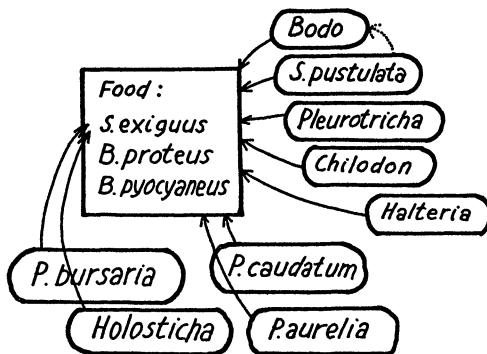 Bodo
S.pustulata
Food:
S.exiguus
B.proteus
B.pyocyaneus
Pleurotricha
Chilodon
Halteria
P.bursaria
P.caudatum
Holosticha
P.aurelia